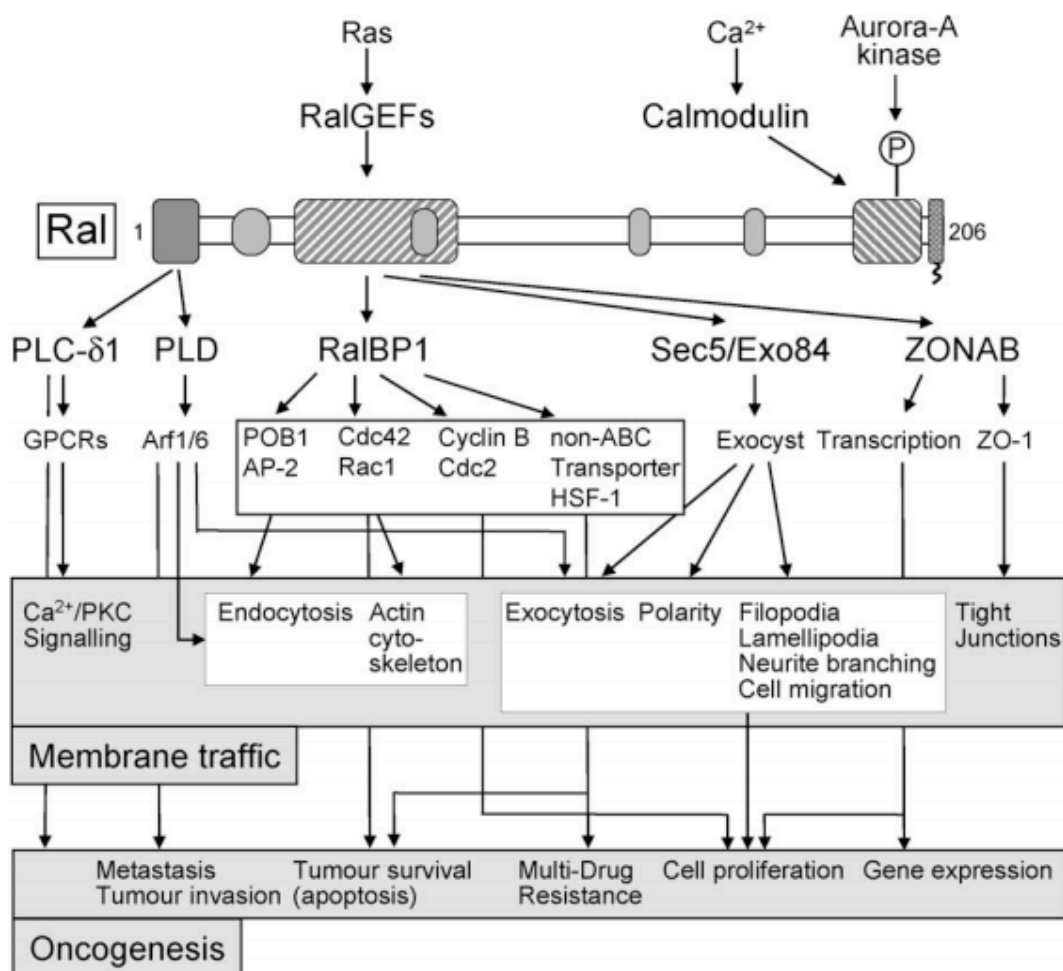 Ras
Ca²⁺
Aurora-A
kinase
RalGEFs
Calmodulin
P
Ral
1
206
PLC-δ1
PLD
RalBP1
Sec5/Exo84
ZONAB
GPCRs
Arf1/6
POB1
AP-2
Cdc42
Rac1
Cyclin B
Cdc2
non-ABC
Transporter
HSF-1
Exocyst
Transcription
ZO-1
Ca²⁺/PKC
Signalling
Endocytosis
Actin
cyto-
skeleton
Exocytosis
Polarity
Filopodia
Lamellipodia
Neurite branching
Cell migration
Tight
Junctions
Membrane traffic
Metastasis
Tumour invasion
Tumour survival
(apoptosis)
Multi-Drug
Resistance
Cell proliferation
Gene expression
Oncogenesis